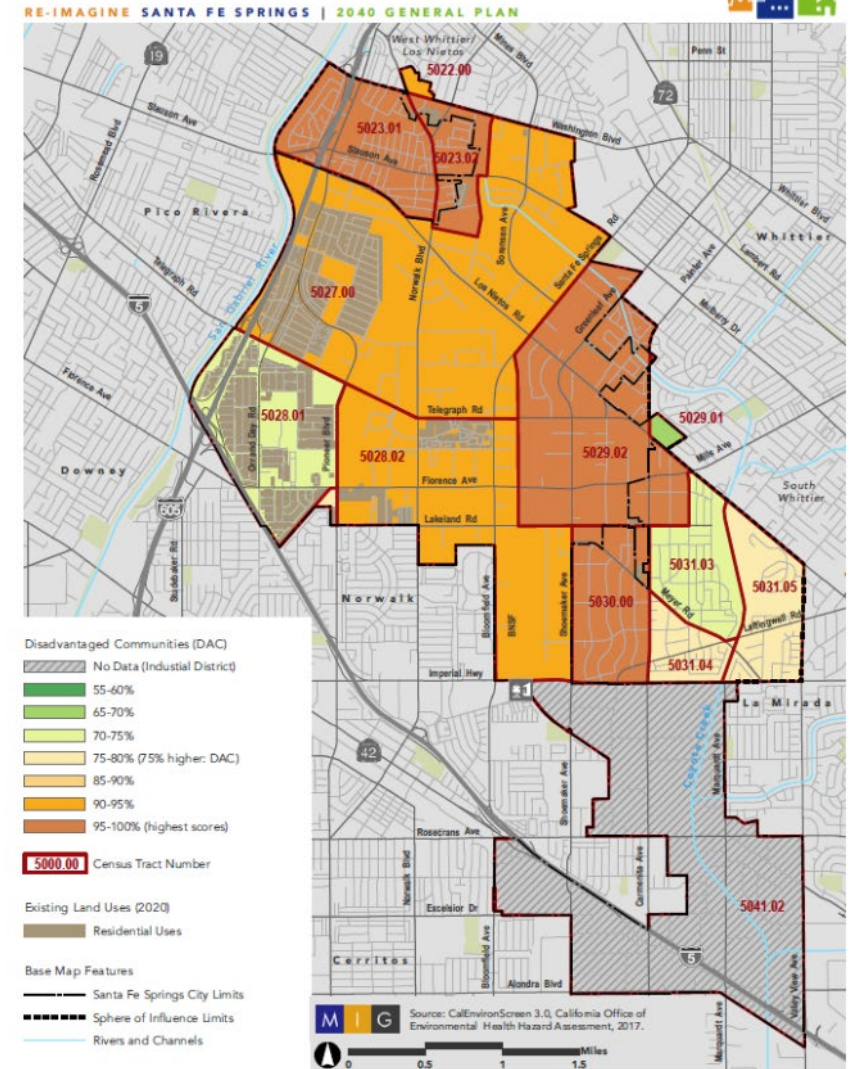 RE-IMAGINE SANTA FE SPRINGS | 2040 GENERAL PLAN
West Whittier/
Los Nietos
5022.00
Mines Blvd
Penn St
19
72
Slauson Ave
Rosemead Blvd
5023.01
Slauson Ave
5023.02
Washington Blvd
Whittier Blvd
Pico Rivera
Whittier
Telegraph Rd
San Gabriel River
Norwalk Blvd
Sorensen Ave
Santa Fe Springs Rd
Painter Ave
Lambert Rd
Mulberry Dr
Los Nietos Rd
Greenleaf Ave
5027.00
5
Florence Ave
Telegraph Rd
5029.01
5028.01
Orr and Day Rd
Pioneer Blvd
5028.02
5029.02
Mills Ave
Florence Ave
Downey
South
Whittier
605
Lakeland Rd
Studebaker Rd
Norwalk
Bloomfield Ave
BNSF
Shoemaker Ave
5030.00
5031.03
Meyer Rd
5031.05
Leffingwell Rd
5031.04
Imperial Hwy
La Mirada
42
Coyote Creek
Marquardt Ave
Shoemaker Ave
Rosecrans Ave
Norwalk Blvd
Carmenita Ave
Excelsior Dr
5041.02
Bloomfield Ave
5
Cerritos
Alondra Blvd
Valley View Ave
Marquardt Ave
Disadvantaged Communities (DAC)
No Data (Industial District)
55-60%
65-70%
70-75%
75-80% (75% higher: DAC)
85-90%
90-95%
95-100% (highest scores)
5000.00 Census Tract Number
Existing Land Uses (2020)
Residential Uses
Base Map Features
Santa Fe Springs City Limits
Sphere of Influence Limits
Rivers and Channels
M I G
Source: CalEnvironScreen 3.0, California Office of
Environmental Health Hazard Assessment, 2017.
0 0.5 1 1.5 Miles